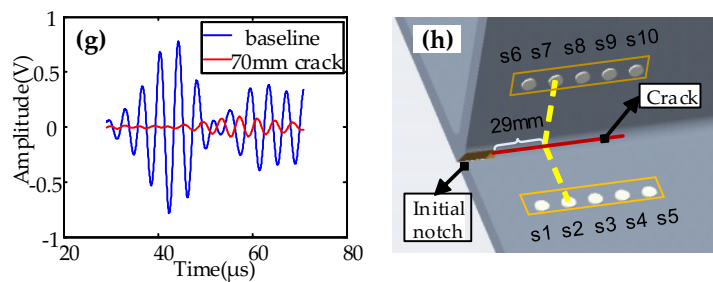 (g)
baseline
70mm crack
1
0.5
0
-0.5
-1
Amplitude(V)
20
40
60
80
Time(μs)
(h)
s6 s7 s8 s9 s10
Crack
29mm
Initial
notch
s1 s2 s3 s4 s5